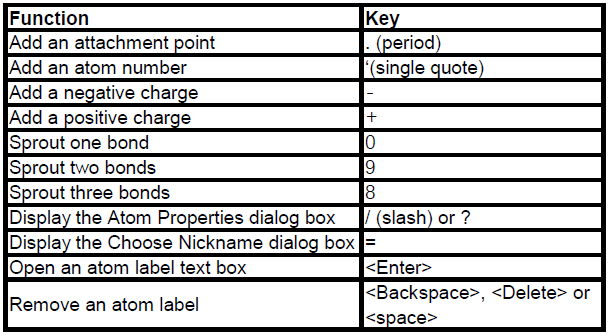 Function Key
Add an attachment point . (period)
Add an atom number ‘(single quote)
Add a negative charge -
Add a positive charge +
Sprout one bond 0
Sprout two bonds 9
Sprout three bonds 8
Display the Atom Properties dialog box / (slash) or ?
Display the Choose Nickname dialog box =
Open an atom label text box <Enter>
Remove an atom label <Backspace>, <Delete> or
<space>